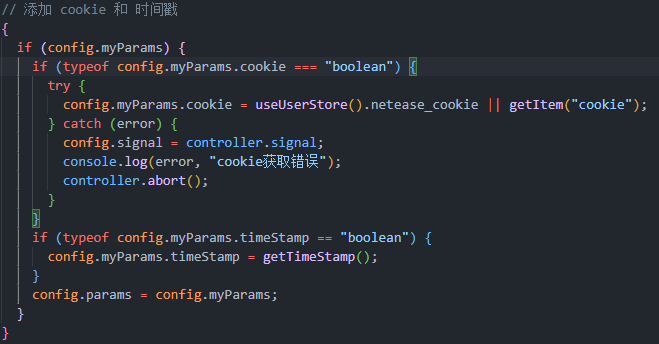 // 添加 cookie 和 时间戳
{
  if (config.myParams) {
    if (typeof config.myParams.cookie === "boolean") {
      try {
        config.myParams.cookie = useUserStore().netease_cookie || getItem("cookie");
      } catch (error) {
        config.signal = controller.signal;
        console.log(error, "cookie获取错误");
        controller.abort();
      }
    }
    if (typeof config.myParams.timeStamp == "boolean") {
      config.myParams.timeStamp = getTimeStamp();
    }
    config.params = config.myParams;
  }
}